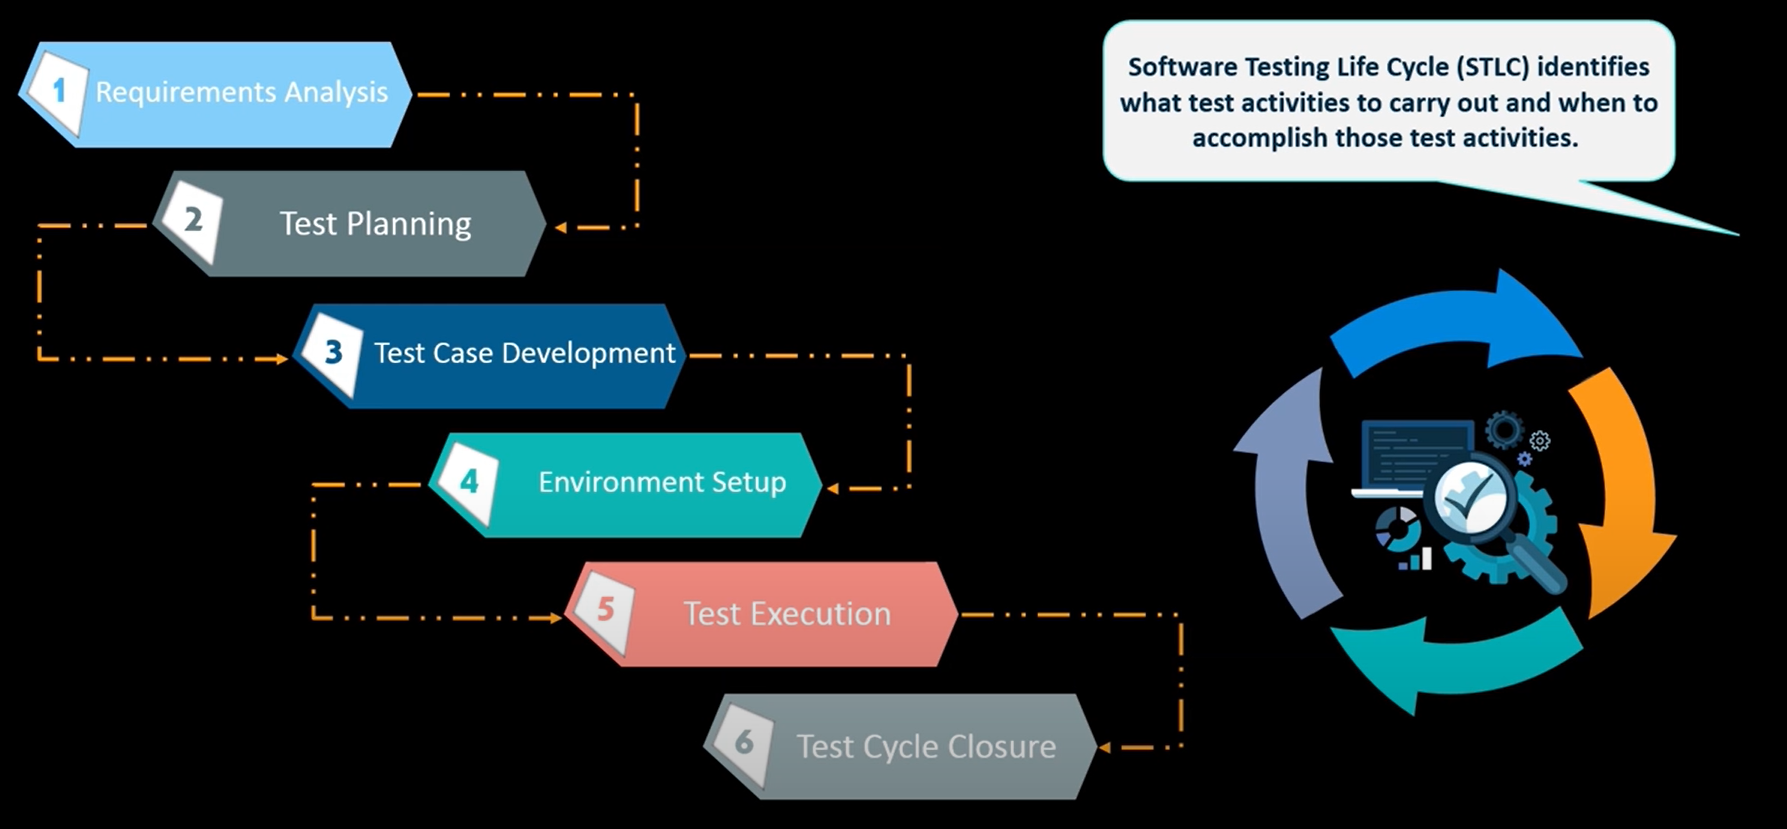 1 Requirements Analysis
2 Test Planning
3 Test Case Development
4 Environment Setup
5 Test Execution
6 Test Cycle Closure
Software Testing Life Cycle (STLC) identifies
what test activities to carry out and when to
accomplish those test activities.